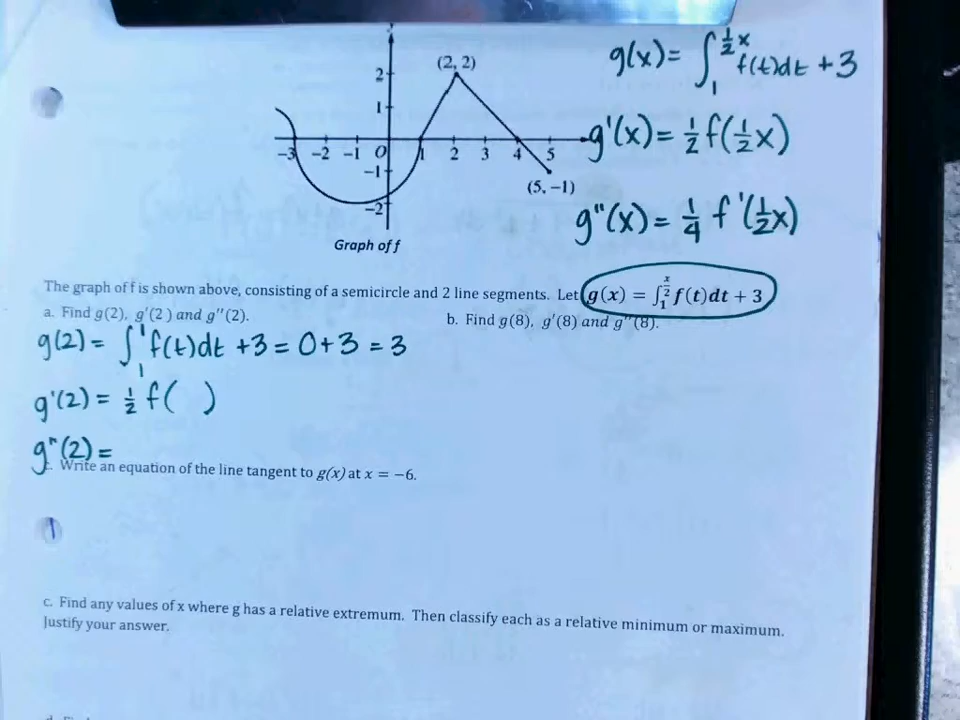 g(x) = ∫₁^(½x) f(t)dt + 3
g'(x) = ½ f(½x)
g''(x) = ¼ f'(½x)
(2, 2)
2
1
-3 -2 -1 O 1 2 3 4 5
-1
-2
(5, -1)
Graph of f
The graph of f is shown above, consisting of a semicircle and 2 line segments. Let g(x) = ∫₁^(x/2) f(t)dt + 3
a. Find g(2), g'(2) and g''(2).
b. Find g(8), g'(8) and g''(8).
g(2) = ∫₁¹ f(t)dt + 3 = 0 + 3 = 3
g'(2) = ½ f( )
g''(2) =
Write an equation of the line tangent to g(x) at x = −6.
c. Find any values of x where g has a relative extremum. Then classify each as a relative minimum or maximum.
Justify your answer.